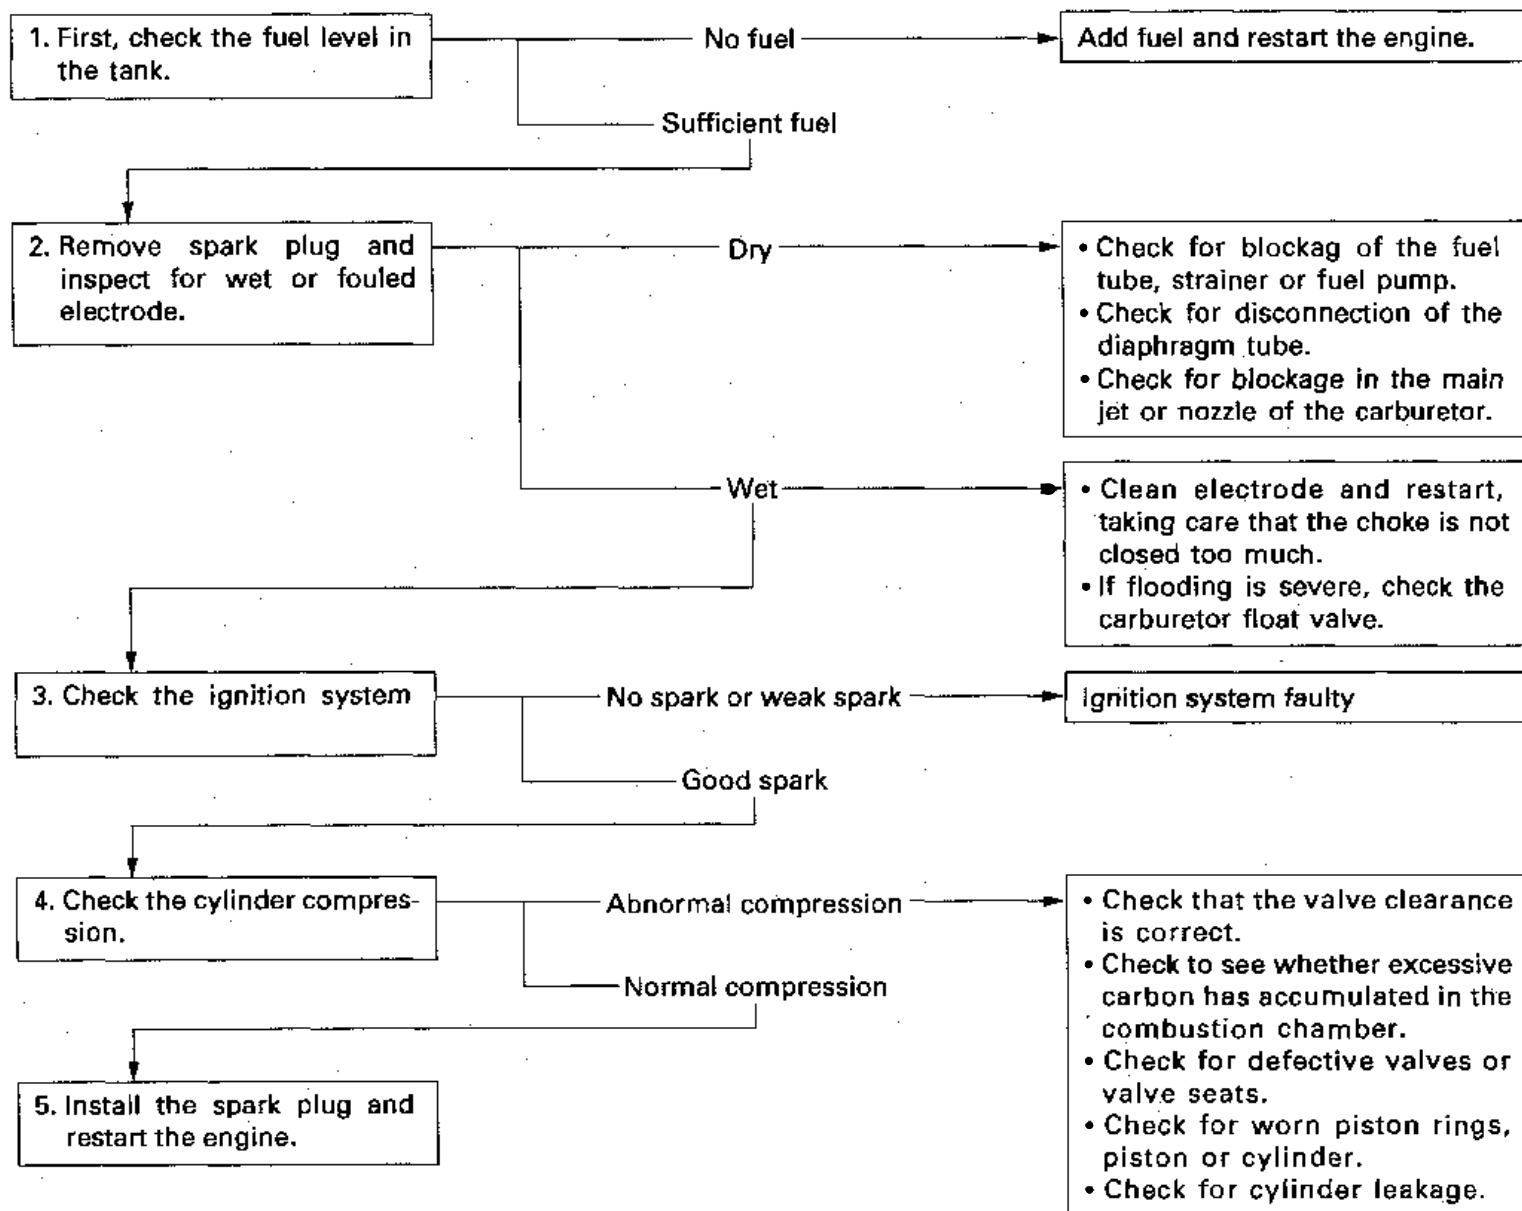 1. First, check the fuel level in
the tank.
No fuel
Add fuel and restart the engine.
Sufficient fuel
2. Remove spark plug and
inspect for wet or fouled
electrode.
Dry
• Check for blockag of the fuel
tube, strainer or fuel pump.
• Check for disconnection of the
diaphragm tube.
• Check for blockage in the main
jet or nozzle of the carburetor.
Wet
• Clean electrode and restart,
taking care that the choke is not
closed too much.
• If flooding is severe, check the
carburetor float valve.
3. Check the ignition system
No spark or weak spark
Ignition system faulty
Good spark
4. Check the cylinder compres-
sion.
Abnormal compression
• Check that the valve clearance
is correct.
• Check to see whether excessive
carbon has accumulated in the
combustion chamber.
• Check for defective valves or
valve seats.
• Check for worn piston rings,
piston or cylinder.
• Check for cylinder leakage.
Normal compression
5. Install the spark plug and
restart the engine.